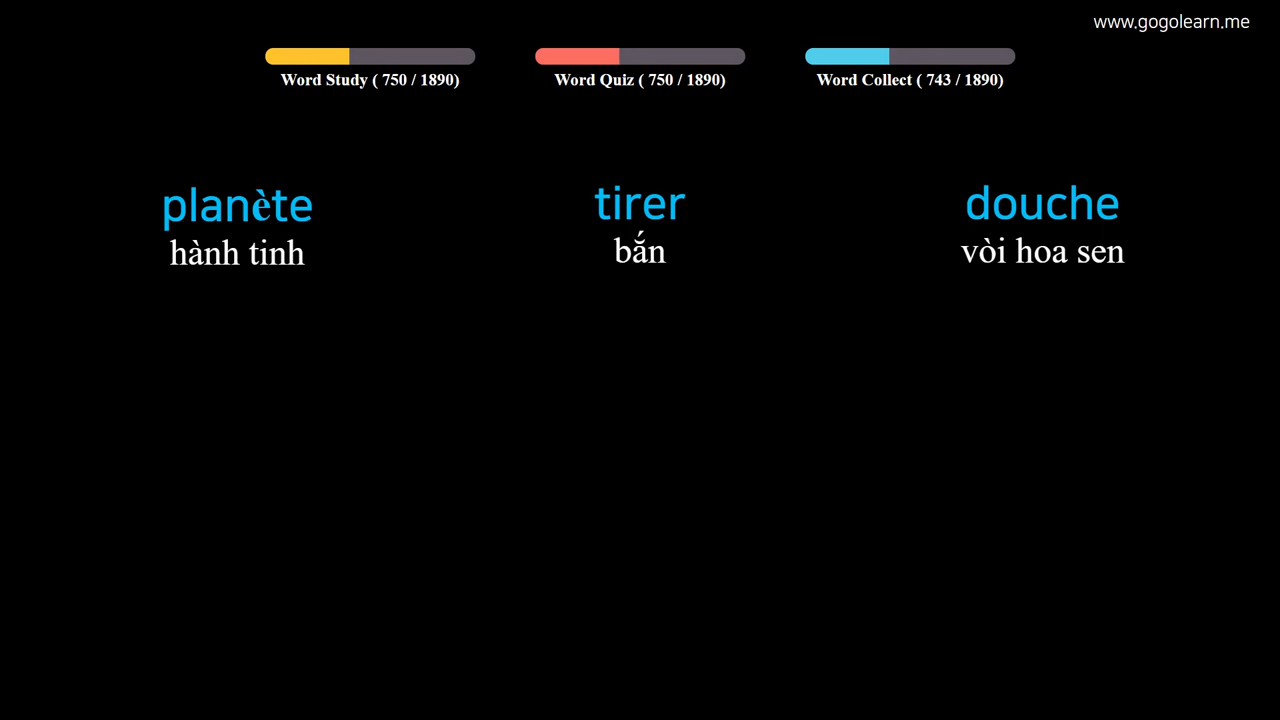 www.gogolearn.me
Word Study ( 750 / 1890)
Word Quiz ( 750 / 1890)
Word Collect ( 743 / 1890)
planète
hành tinh
tirer
bắn
douche
vòi hoa sen